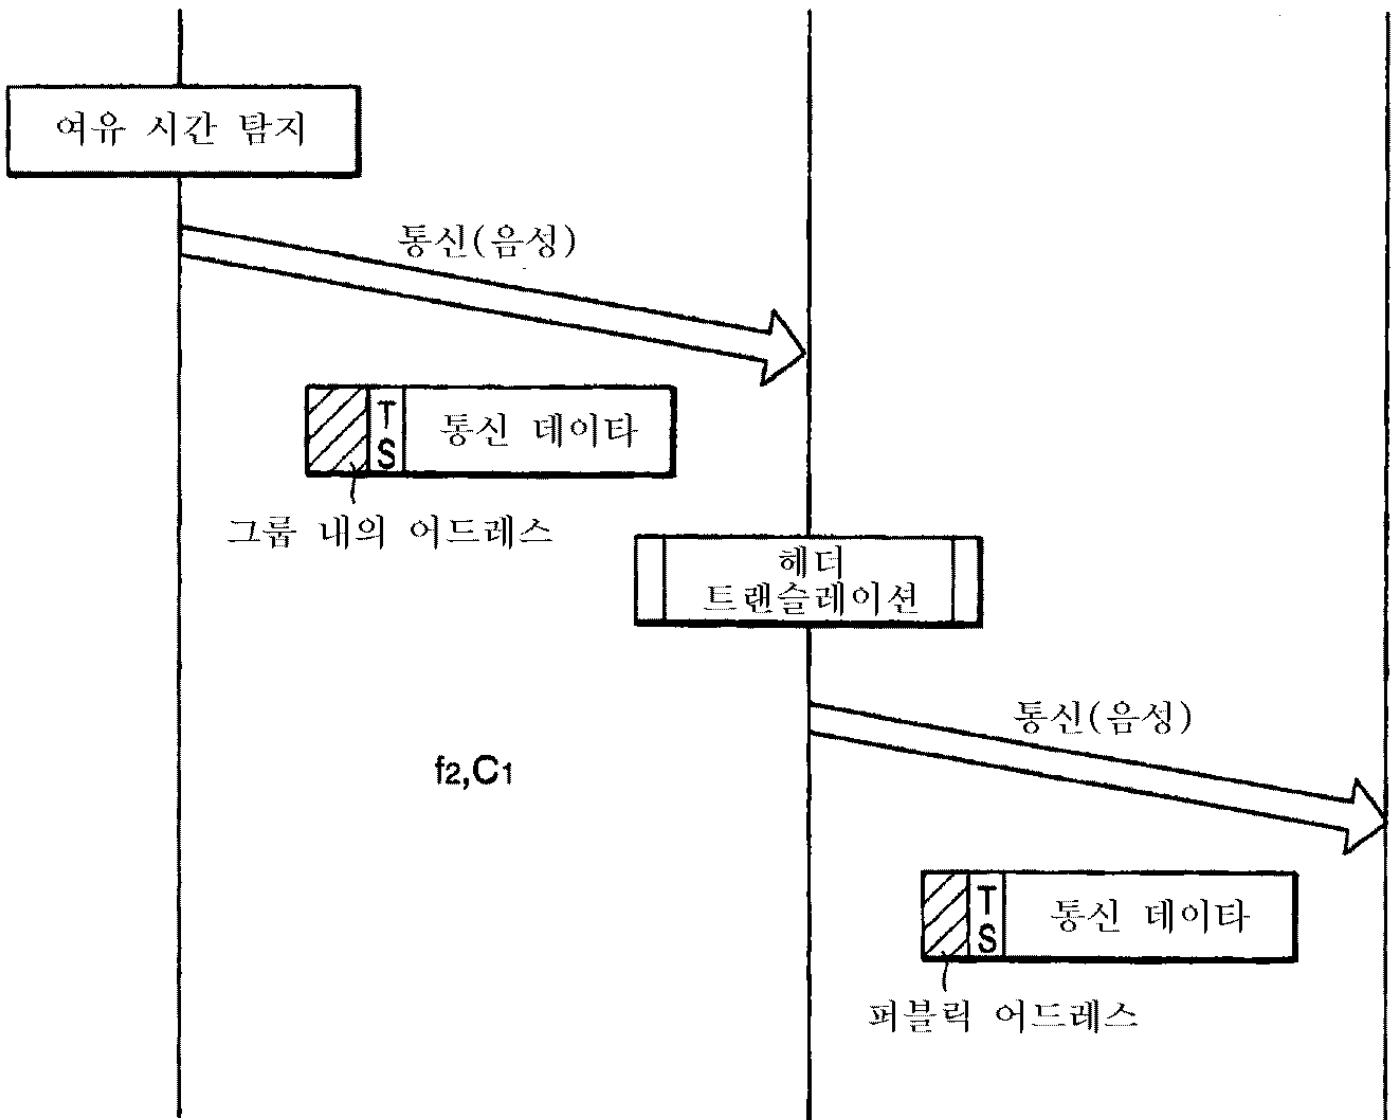 여유 시간 탐지
통신(음성)
T
S
통신 데이타
그룹 내의 어드레스
헤더
트랜슬레이션
통신(음성)
f2,C1
T
S
통신 데이타
퍼블릭 어드레스